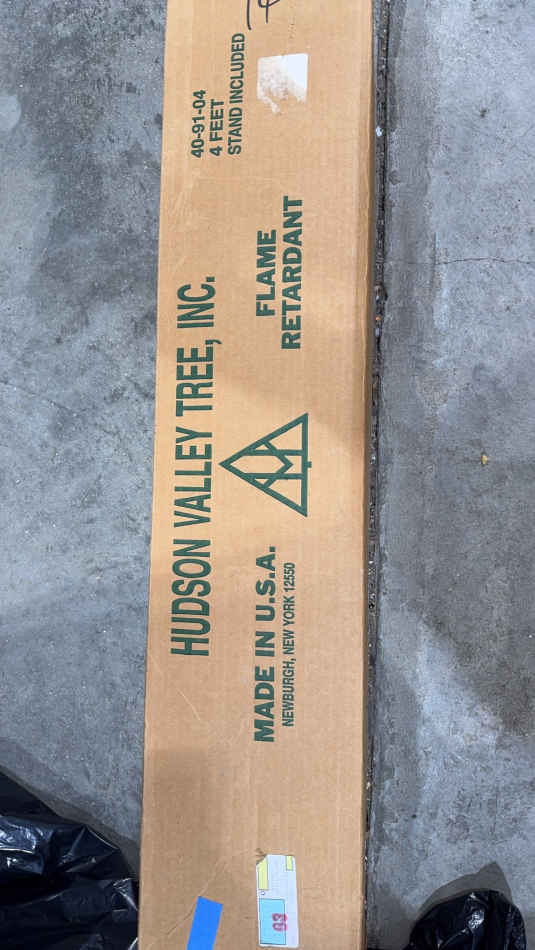 HUDSON VALLEY TREE, INC.
MADE IN U.S.A.
NEWBURGH, NEW YORK 12550
FLAME
RETARDANT
40-91-04
4 FEET
STAND INCLUDED
93